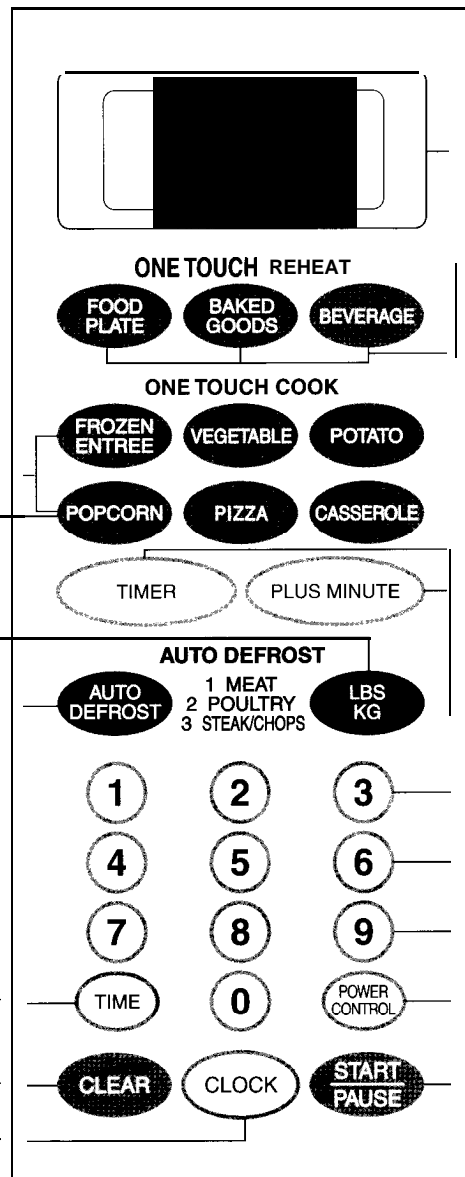 ONE TOUCH REHEAT
FOOD PLATE
BAKED GOODS
BEVERAGE
ONE TOUCH COOK
FROZEN ENTREE
VEGETABLE
POTATO
POPCORN
PIZZA
CASSEROLE
TIMER
PLUS MINUTE
AUTO DEFROST
AUTO DEFROST
1 MEAT
2 POULTRY
3 STEAK/CHOPS
LBS KG
1 2 3
4 5 6
7 8 9
TIME 0 POWER CONTROL
CLEAR CLOCK START PAUSE